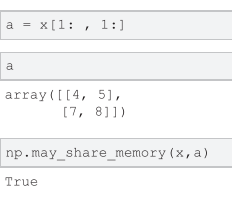 a = x[1: , 1:]
a
array([[4, 5],
       [7, 8]])
np.may_share_memory(x,a)
True